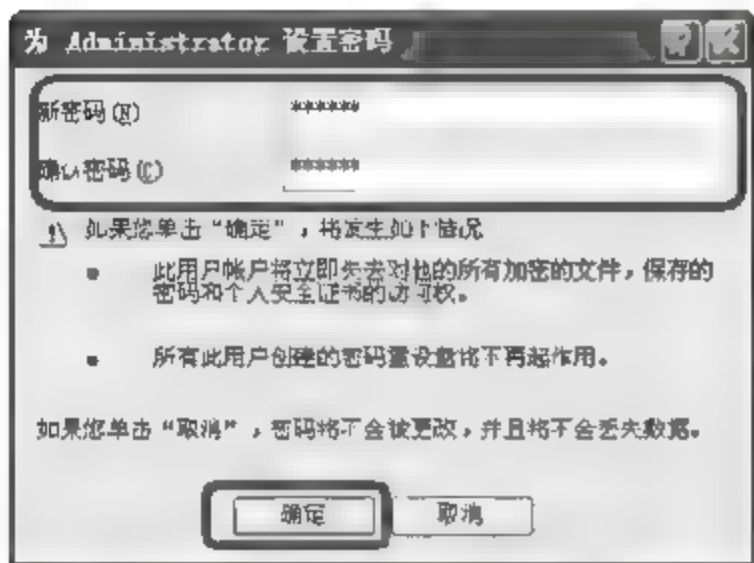 为 Administrator 设置密码
新密码(N) ******
确认密码(C) ******
如果您单击“确定”，将发生如下情况
此用户帐户将立即失去对他的所有加密的文件，保存的
密码和个人安全证书的访问权。
所有此用户创建的密码重设盘将不再起作用。
如果您单击“取消”，密码将不会被更改，并且将不会丢失数据。
确定 取消